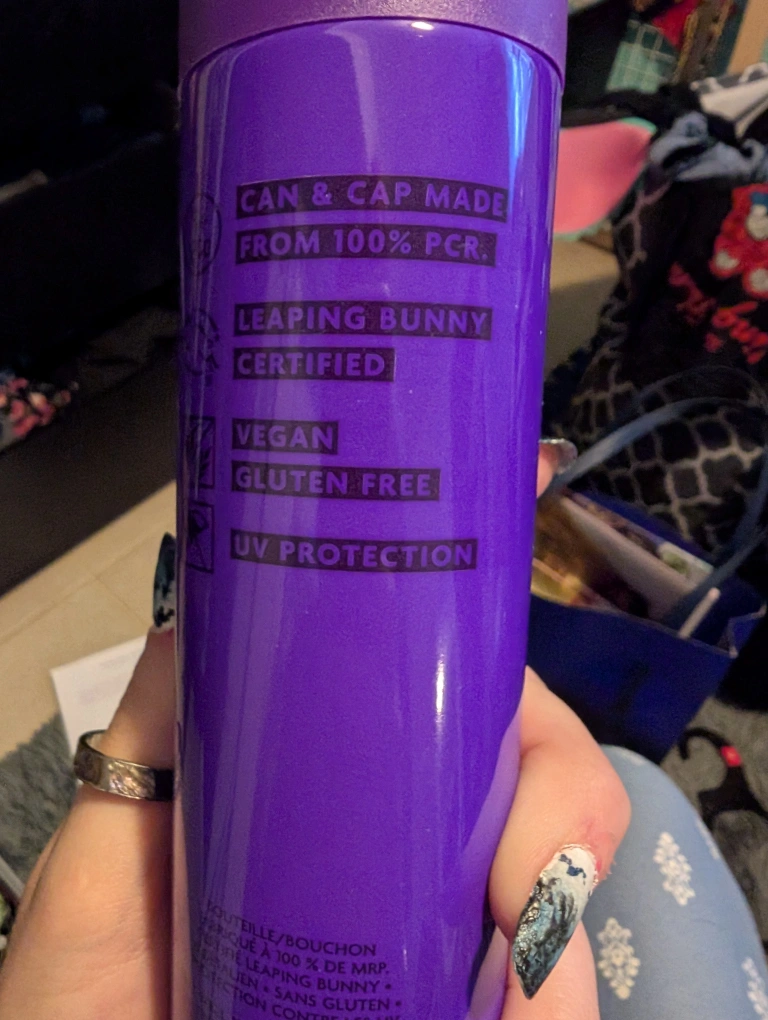 CAN & CAP MADE
FROM 100% PCR.
LEAPING BUNNY
CERTIFIED
VEGAN
GLUTEN FREE
UV PROTECTION
BOUTEILLE/BOUCHON
À 100 % DE MRP.
LEAPING BUNNY •
• SANS GLUTEN •